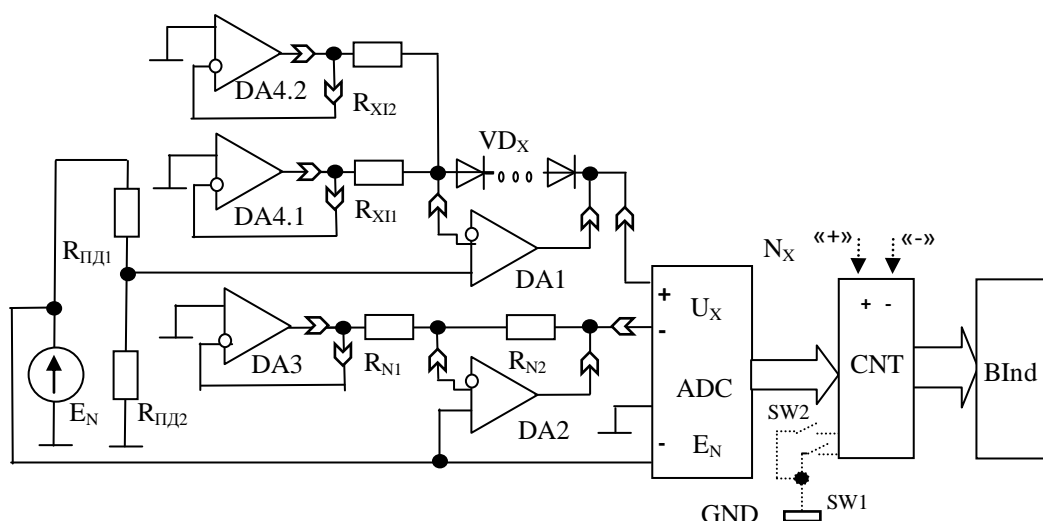 DA4.2
R_XI2
VD_X
DA4.1
R_XI1
«+»
«-»
R_ПД1
N_X
DA1
+
U_X
-
+ -
CNT
BInd
DA3
R_N1
R_N2
ADC
E_N
R_ПД2
DA2
-
E_N
SW2
SW1
GND